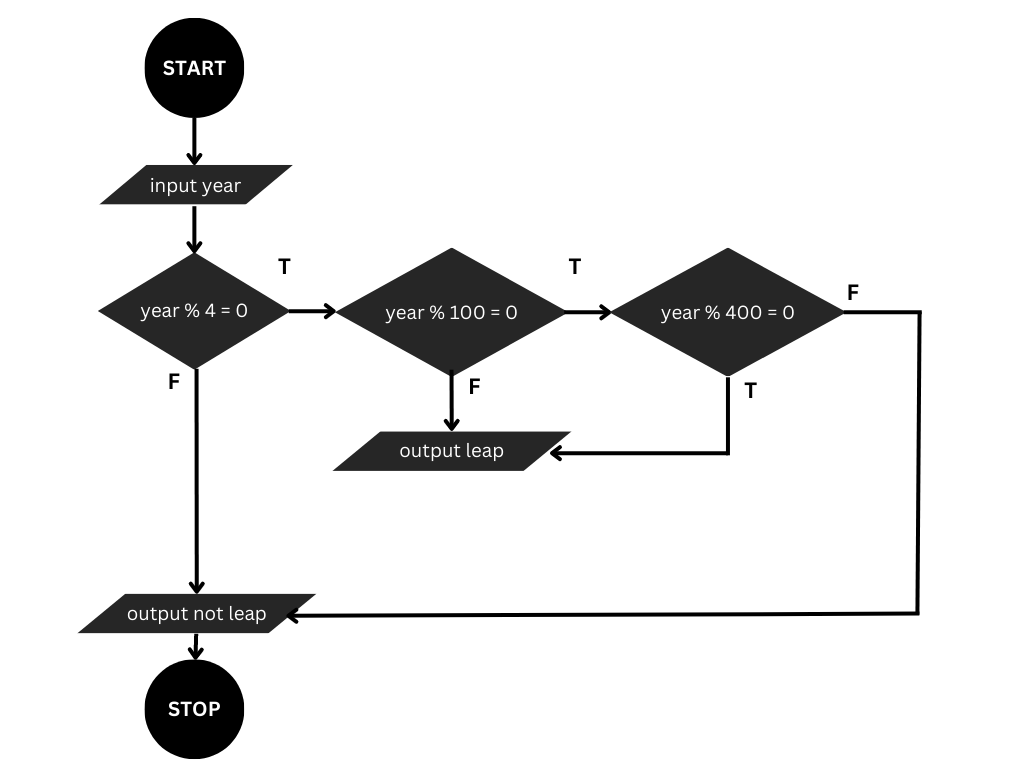 START
input year
year % 4 = 0
T
year % 100 = 0
T
year % 400 = 0
F
F
F
T
output leap
output not leap
STOP